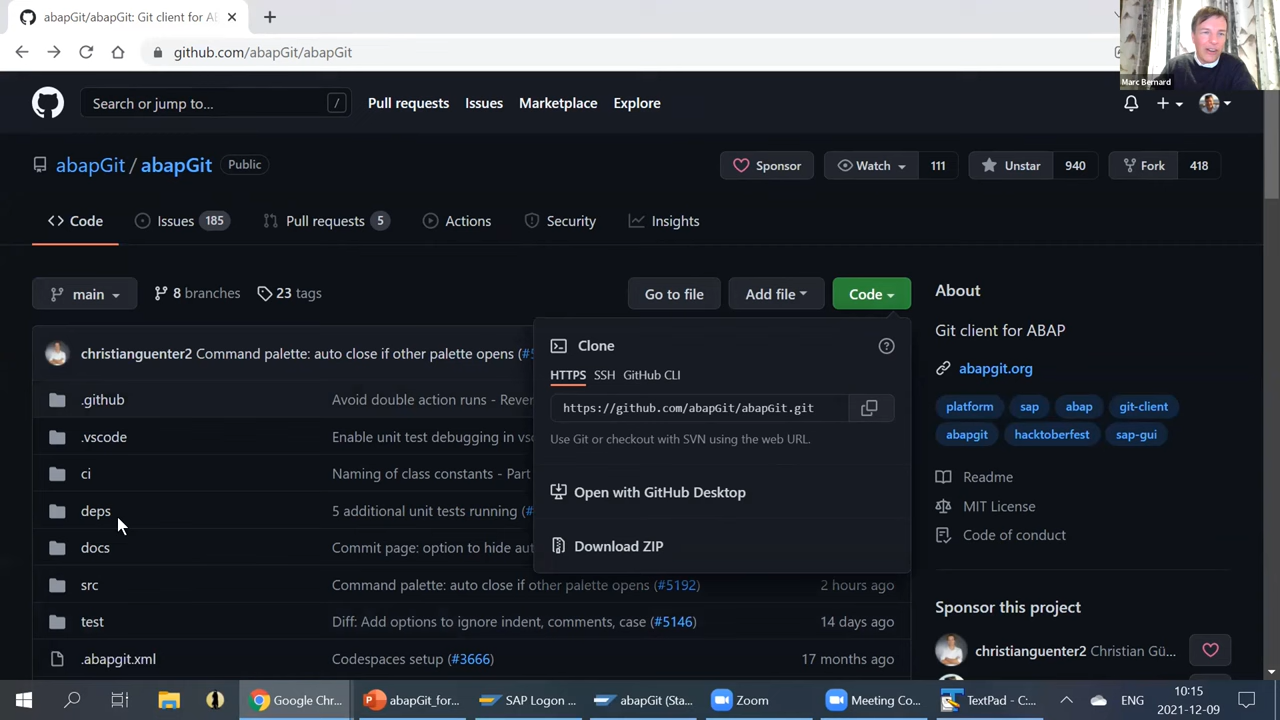 abapGit/abapGit: Git client for AB
github.com/abapGit/abapGit
Marc Bernard
Search or jump to...
/
Pull requests
Issues
Marketplace
Explore
abapGit / abapGit
Public
Sponsor
Watch
111
Unstar
940
Fork
418
Code
Issues
185
Pull requests
5
Actions
Security
Insights
main
8 branches
23 tags
Go to file
Add file
Code
christianguenter2 Command palette: auto close if other palette opens (#5
.github
Avoid double action runs - Rever
.vscode
Enable unit test debugging in vsc
ci
Naming of class constants - Part
deps
5 additional unit tests running (#
docs
Commit page: option to hide aut
src
Command palette: auto close if other palette opens (#5192)
2 hours ago
test
Diff: Add options to ignore indent, comments, case (#5146)
14 days ago
.abapgit.xml
Codespaces setup (#3666)
17 months ago
Clone
HTTPS
SSH
GitHub CLI
https://github.com/abapGit/abapGit.git
Use Git or checkout with SVN using the web URL.
Open with GitHub Desktop
Download ZIP
About
Git client for ABAP
abapgit.org
platform
sap
abap
git-client
abapgit
hacktoberfest
sap-gui
Readme
MIT License
Code of conduct
Sponsor this project
christianguenter2 Christian Gü...
Google Chr...
abapGit_for...
SAP Logon ...
abapGit (Sta...
Zoom
Meeting Co...
TextPad - C:...
ENG
10:15
2021-12-09